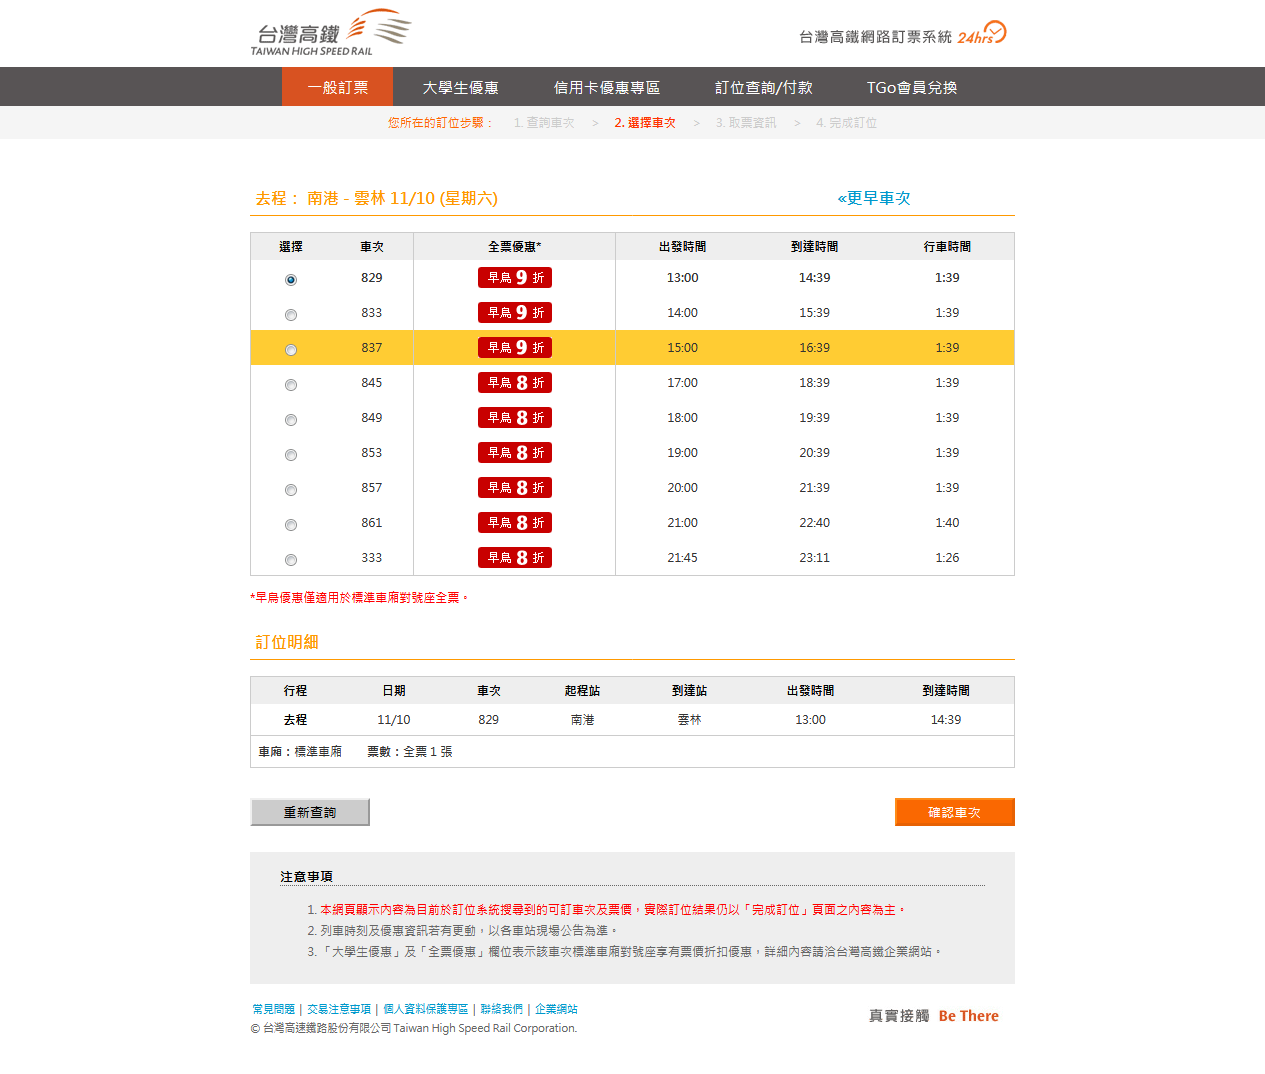 台灣高鐵
TAIWAN HIGH SPEED RAIL
台灣高鐵網路訂票系統 24hrs
一般訂票 大學生優惠 信用卡優惠專區 訂位查詢/付款 TGo會員兌換
您所在的訂位步驟： 1. 查詢車次 > 2. 選擇車次 > 3. 取票資訊 > 4. 完成訂位
去程： 南港 - 雲林 11/10 (星期六) «更早車次
選擇 車次 全票優惠* 出發時間 到達時間 行車時間
829 早鳥 9 折 13:00 14:39 1:39
833 早鳥 9 折 14:00 15:39 1:39
837 早鳥 9 折 15:00 16:39 1:39
845 早鳥 8 折 17:00 18:39 1:39
849 早鳥 8 折 18:00 19:39 1:39
853 早鳥 8 折 19:00 20:39 1:39
857 早鳥 8 折 20:00 21:39 1:39
861 早鳥 8 折 21:00 22:40 1:40
333 早鳥 8 折 21:45 23:11 1:26
*早鳥優惠僅適用於標準車廂對號座全票。
訂位明細
行程 日期 車次 起程站 到達站 出發時間 到達時間
去程 11/10 829 南港 雲林 13:00 14:39
車廂：標準車廂 票數：全票 1 張
重新查詢 確認車次
注意事項
1. 本網頁顯示內容為目前於訂位系統搜尋到的可訂車次及票價，實際訂位結果仍以「完成訂位」頁面之內容為主。
2. 列車時刻及優惠資訊若有更動，以各車站現場公告為準。
3. 「大學生優惠」及「全票優惠」欄位表示該車次標準車廂對號座享有票價折扣優惠，詳細內容請洽台灣高鐵企業網站。
常見問題 | 交易注意事項 | 個人資料保護專區 | 聯絡我們 | 企業網站
© 台灣高速鐵路股份有限公司 Taiwan High Speed Rail Corporation.
真實接觸 Be There